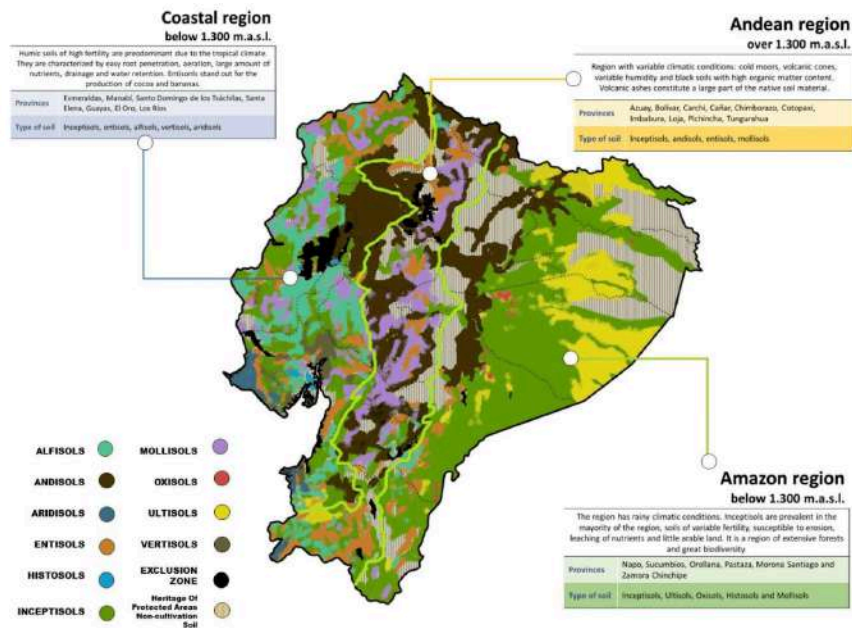 Coastal region
below 1.300 m.a.s.l.
Humic soils of high fertility are preodominant due to the tropical climate.
They are characterized by easy root penetration, aeration, large amount of
nutrients, drainage and water retention. Entisonls stand out for the
production of cocoa and bananas.
Provinces
Esmeraldas, Manabí, Santo Domingo de los Tsáchilas, Santa
Elena, Guayas, El Oro, Los Ríos
Type of soil
Inceptisols, entisols, alfisols, vertisols, aridisols
Andean region
over 1.300 m.a.s.l.
Region with variable climatic conditions: cold moors, volcanic cones,
variable humidity and black soils with high organic matter content.
Volcanic ashes constitute a large part of the native soil material.
Provinces
Azuay, Bolívar, Carchi, Cañar, Chimborazo, Cotopaxi,
Imbabura, Loja, Pichincha, Tungurahua
Type of soil
Inceptisols, andisols, entisols, mollisols
ALFISOLS
ANDISOLS
ARIDISOLS
ENTISOLS
HISTOSOLS
INCEPTISOLS
MOLLISOLS
OXISOLS
ULTISOLS
VERTISOLS
EXCLUSION
ZONE
Heritage Of
Protected Areas
Non-cultivation
Soil
Amazon region
below 1.300 m.a.s.l.
The region has rainy climatic conditions. Inceptisols are prevalent in the
majority of the region, soils of variable fertility, susceptible to erosion,
leaching of nutrients and little arable land. It is a region of extensive forests
and great biodiversity
Provinces
Napo, Sucumbios, Orellana, Pastaza, Morona Santiago and
Zamora Chinchipe
Type of soil
Inceptisols, Ultisols, Oxisols, Histosols and Mollisols